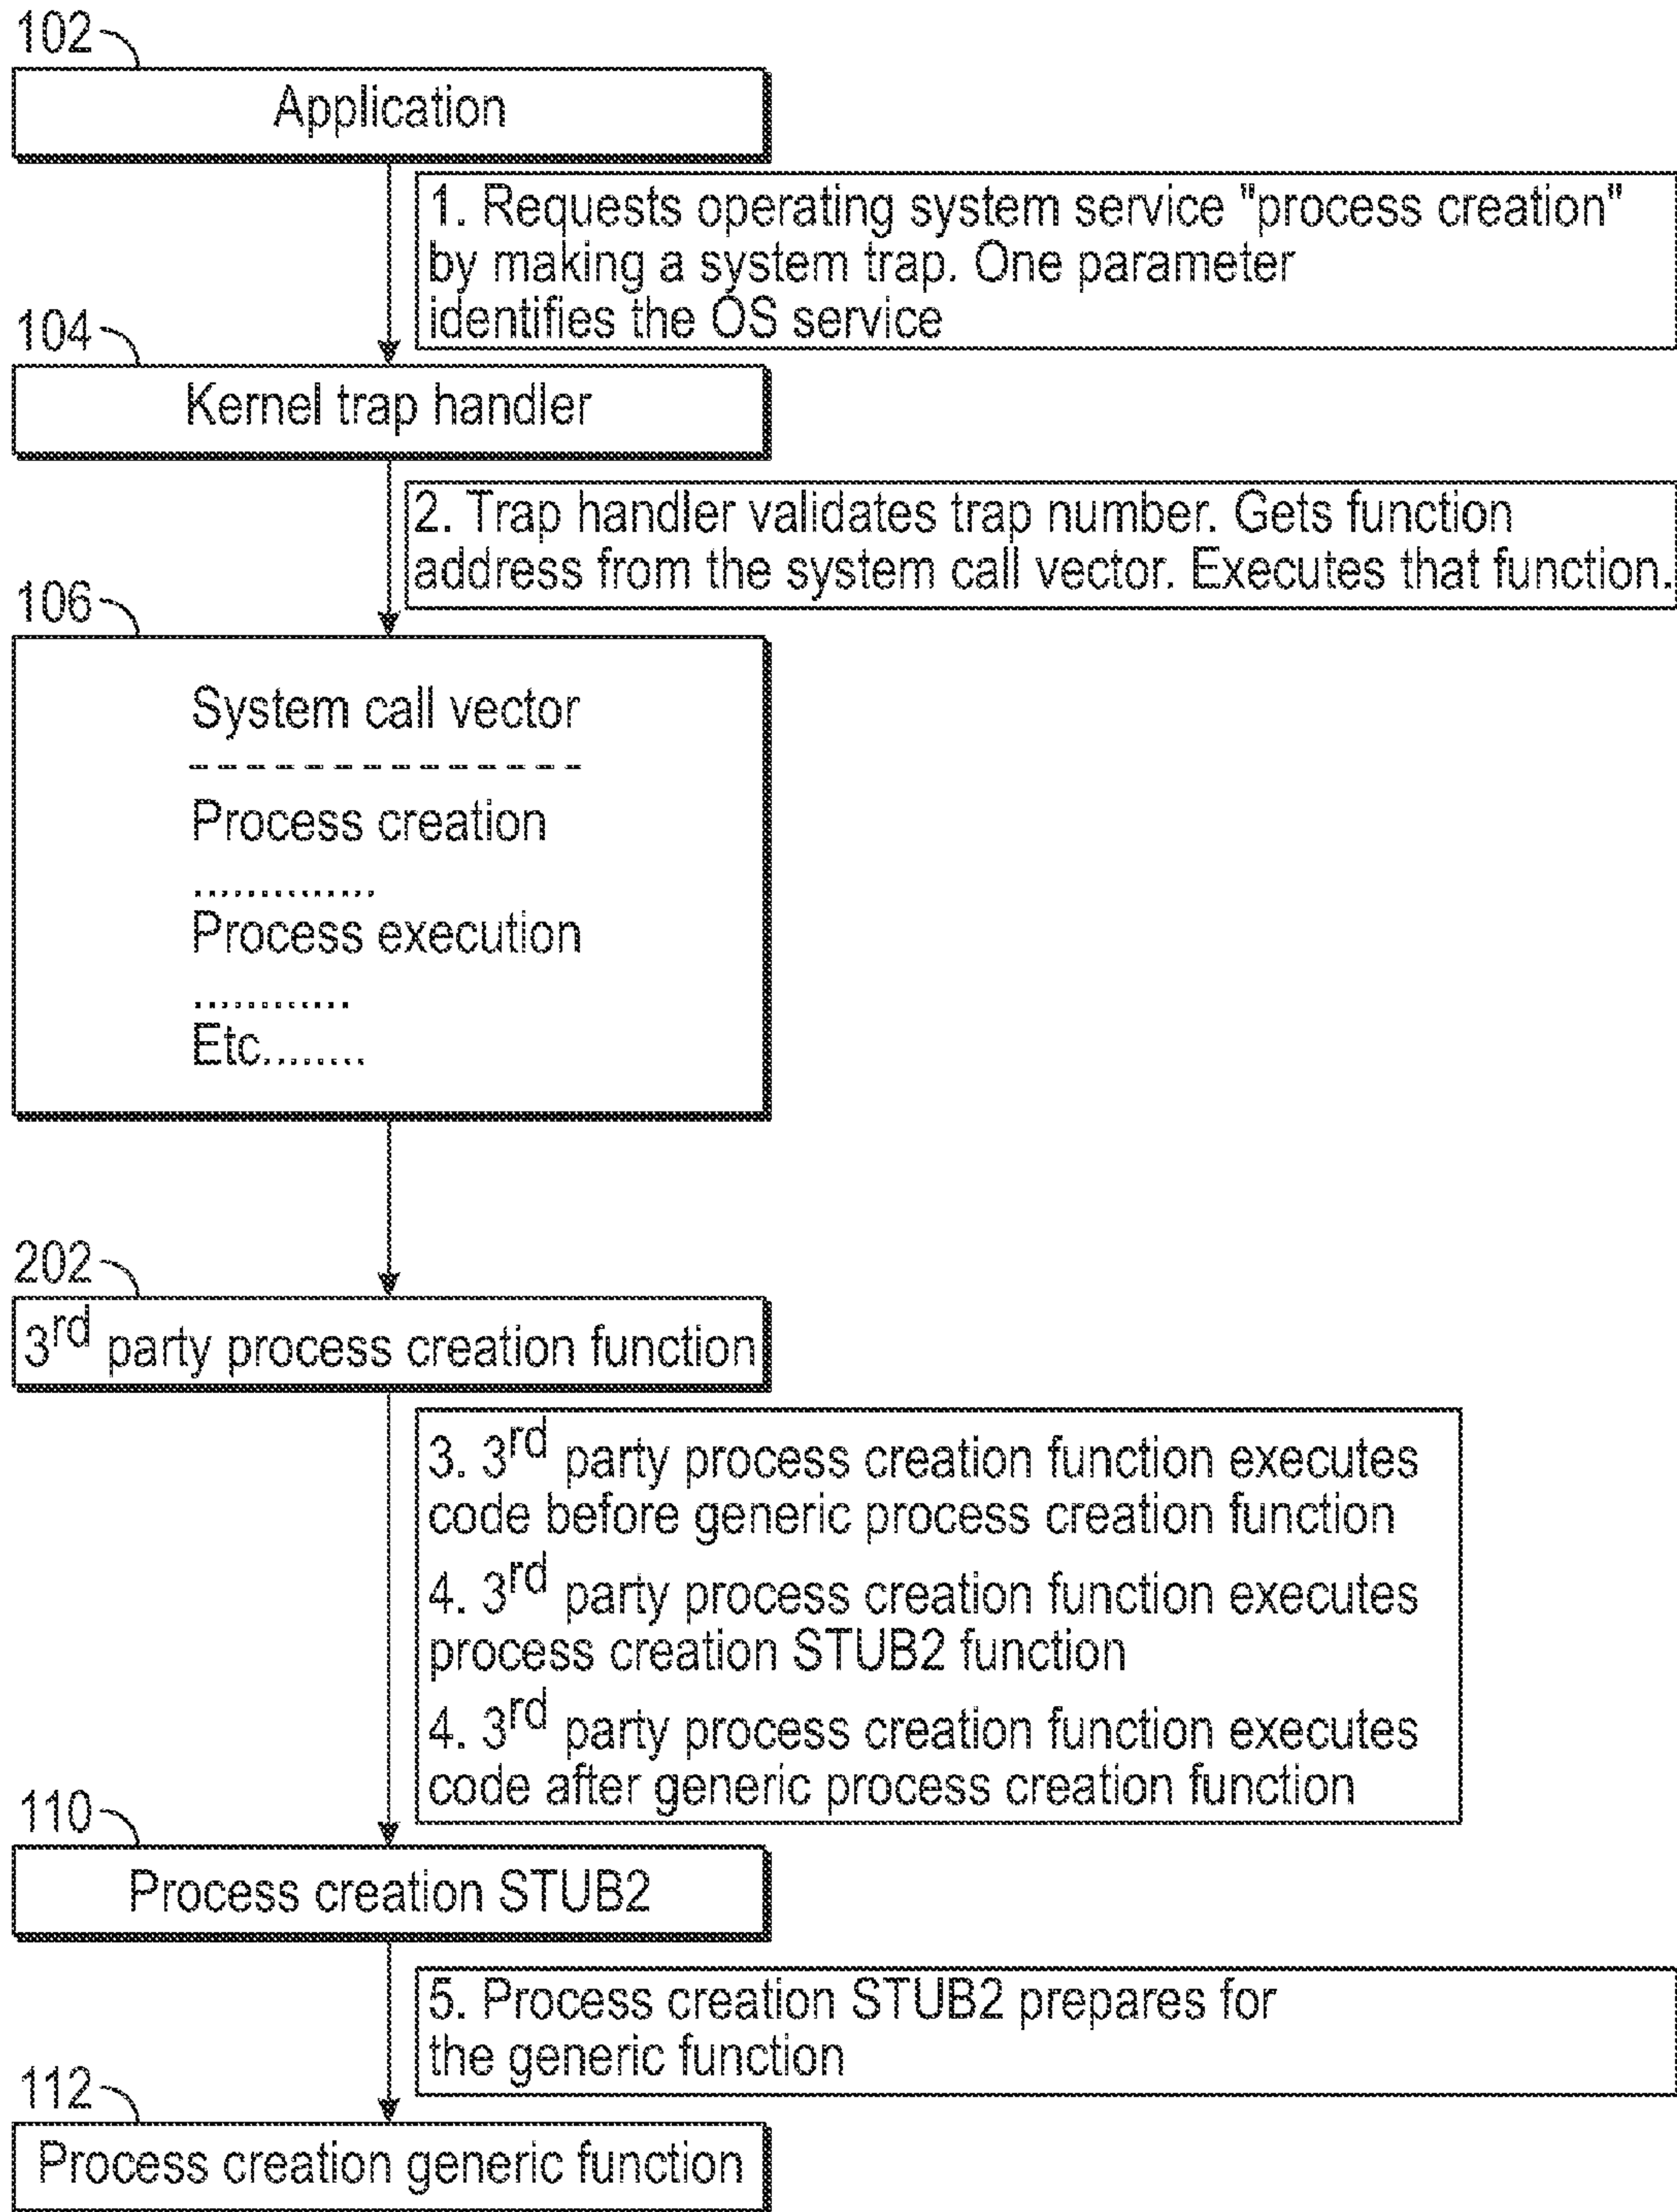 102
Application
1. Requests operating system service "process creation"
by making a system trap. One parameter
identifies the OS service
104
Kernel trap handler
2. Trap handler validates trap number. Gets function
address from the system call vector. Executes that function.
106
System call vector
- - - - - - - - - - - - - -
Process creation
..............
Process execution
............
Etc........
202
3rd party process creation function
3. 3rd party process creation function executes
code before generic process creation function
4. 3rd party process creation function executes
process creation STUB2 function
4. 3rd party process creation function executes
code after generic process creation function
110
Process creation STUB2
5. Process creation STUB2 prepares for
the generic function
112
Process creation generic function